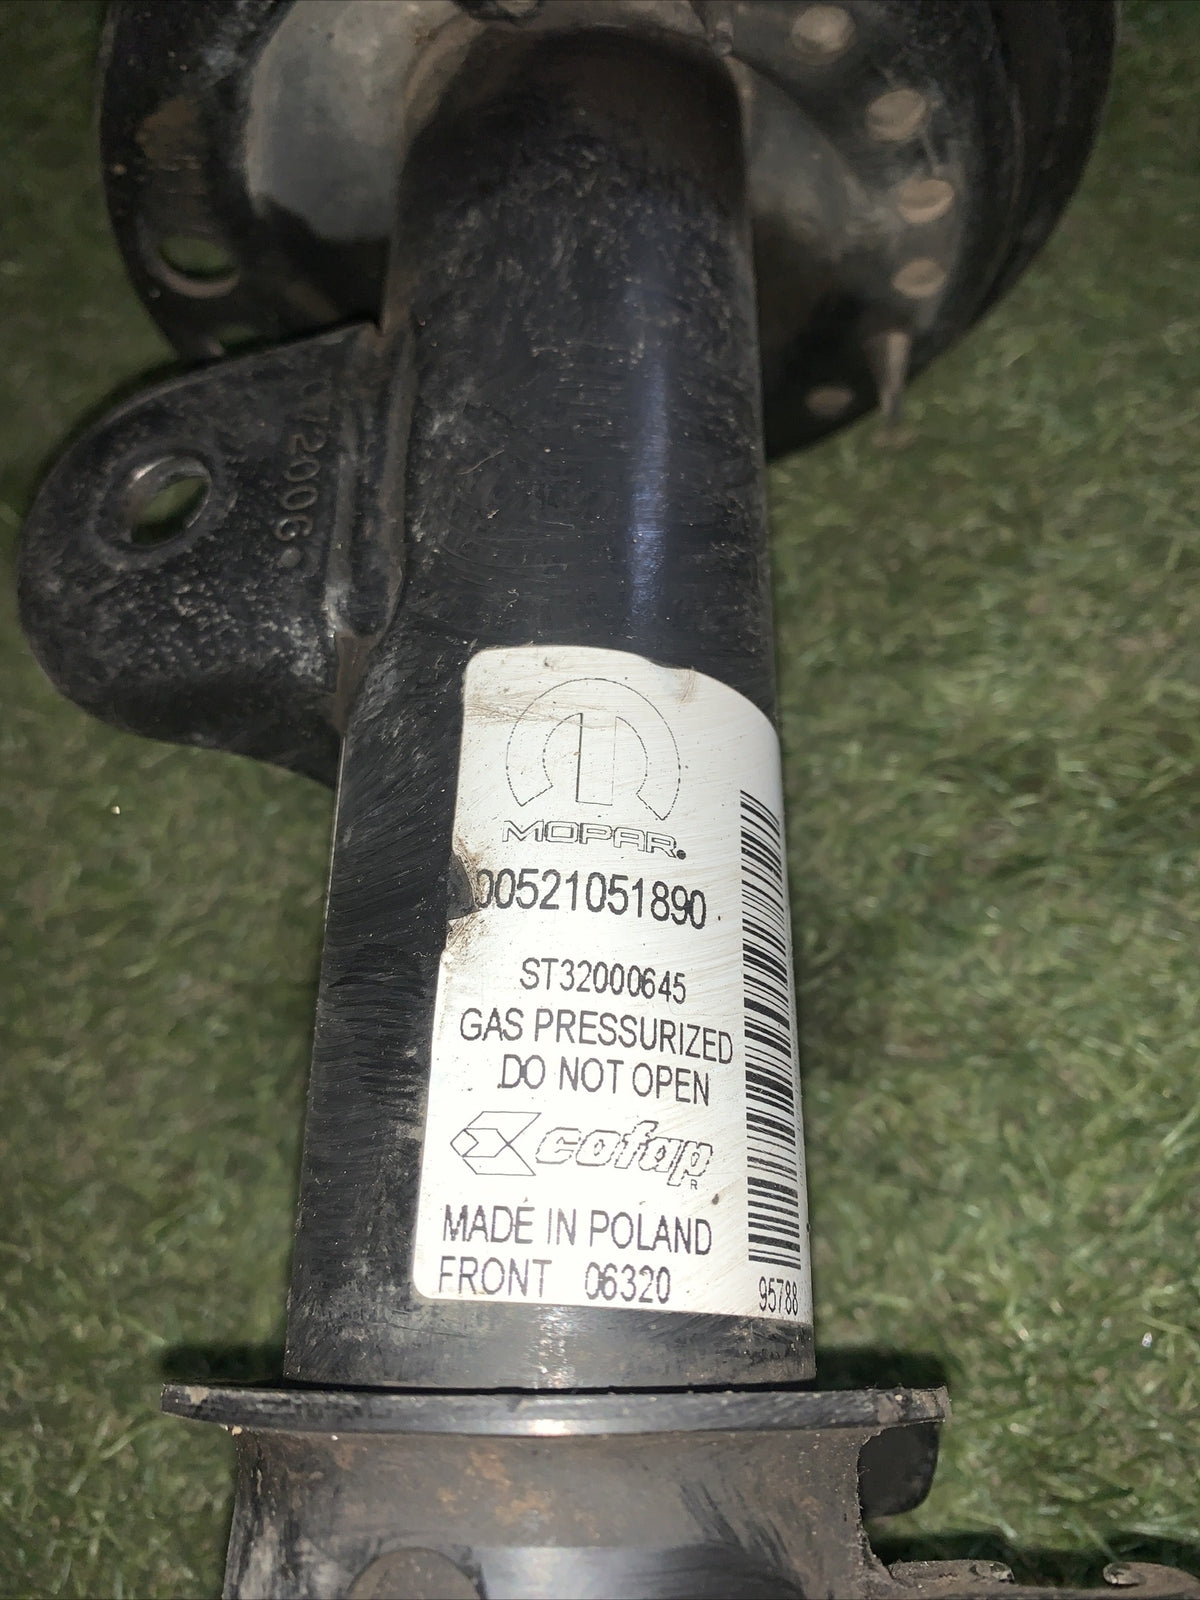 MOPAR®
00521051890
ST32000645
GAS PRESSURIZED
DO NOT OPEN
cofap
R
MADE IN POLAND
FRONT 06320
95788